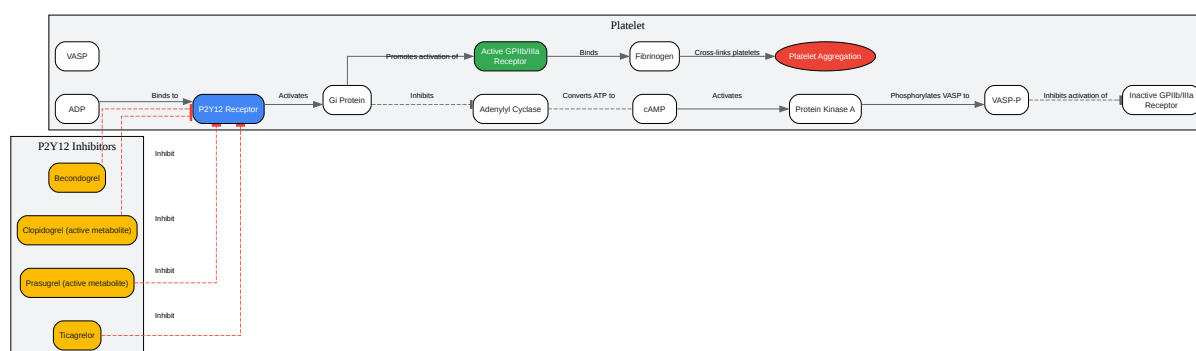 Platelet
VASP
Promotes activation of
Active GPIIb/IIIa
Receptor
Binds
Fibrinogen
Cross-links platelets
Platelet Aggregation
ADP
Binds to
P2Y12 Receptor
Activates
Gi Protein
Inhibits
Adenylyl Cyclase
Converts ATP to
cAMP
Activates
Protein Kinase A
Phosphorylates VASP to
VASP-P
Inhibits activation of
Inactive GPIIb/IIIa
Receptor
P2Y12 Inhibitors
Inhibit
Becondogrel
Inhibit
Clopidogrel (active metabolite)
Inhibit
Prasugrel (active metabolite)
Inhibit
Ticagrelor